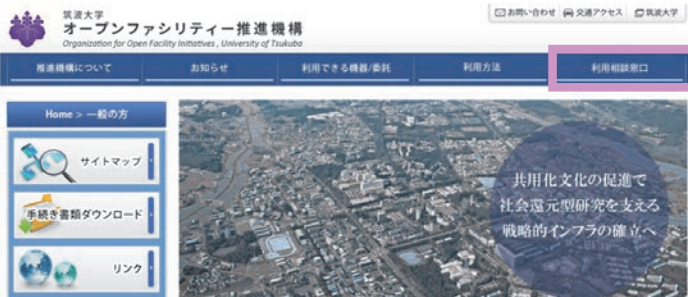 筑波大学
オープンファシリティー推進機構
Organization for Open Facility Initiatives , University of Tsukuba
お問い合わせ 交通アクセス 筑波大学
推進機構について お知らせ 利用できる機器/委託 利用方法 利用相談窓口
Home > 一般の方
サイトマップ
手続き書類ダウンロード
リンク
共用化文化の促進で
社会還元型研究を支える
戦略的インフラの確立へ